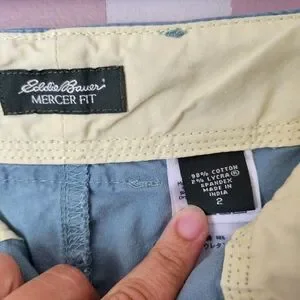 Eddie Bauer®
MERCER FIT
98% COTTON
2% LYCRA®
SPANDEX
MADE IN
INDIA
2